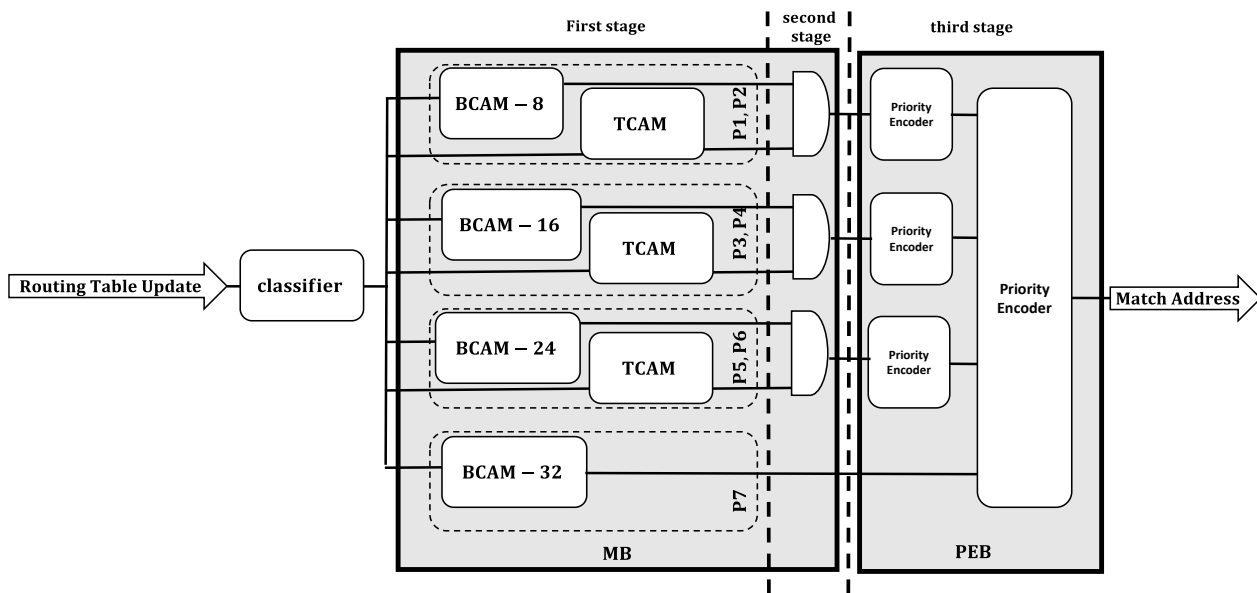 First stage
second
stage
third stage
BCAM – 8
TCAM
P1, P2
Priority
Encoder
BCAM – 16
TCAM
P3, P4
Priority
Encoder
Routing Table Update
classifier
Priority
Encoder
Match Address
BCAM – 24
TCAM
P5, P6
Priority
Encoder
BCAM – 32
P7
MB
PEB